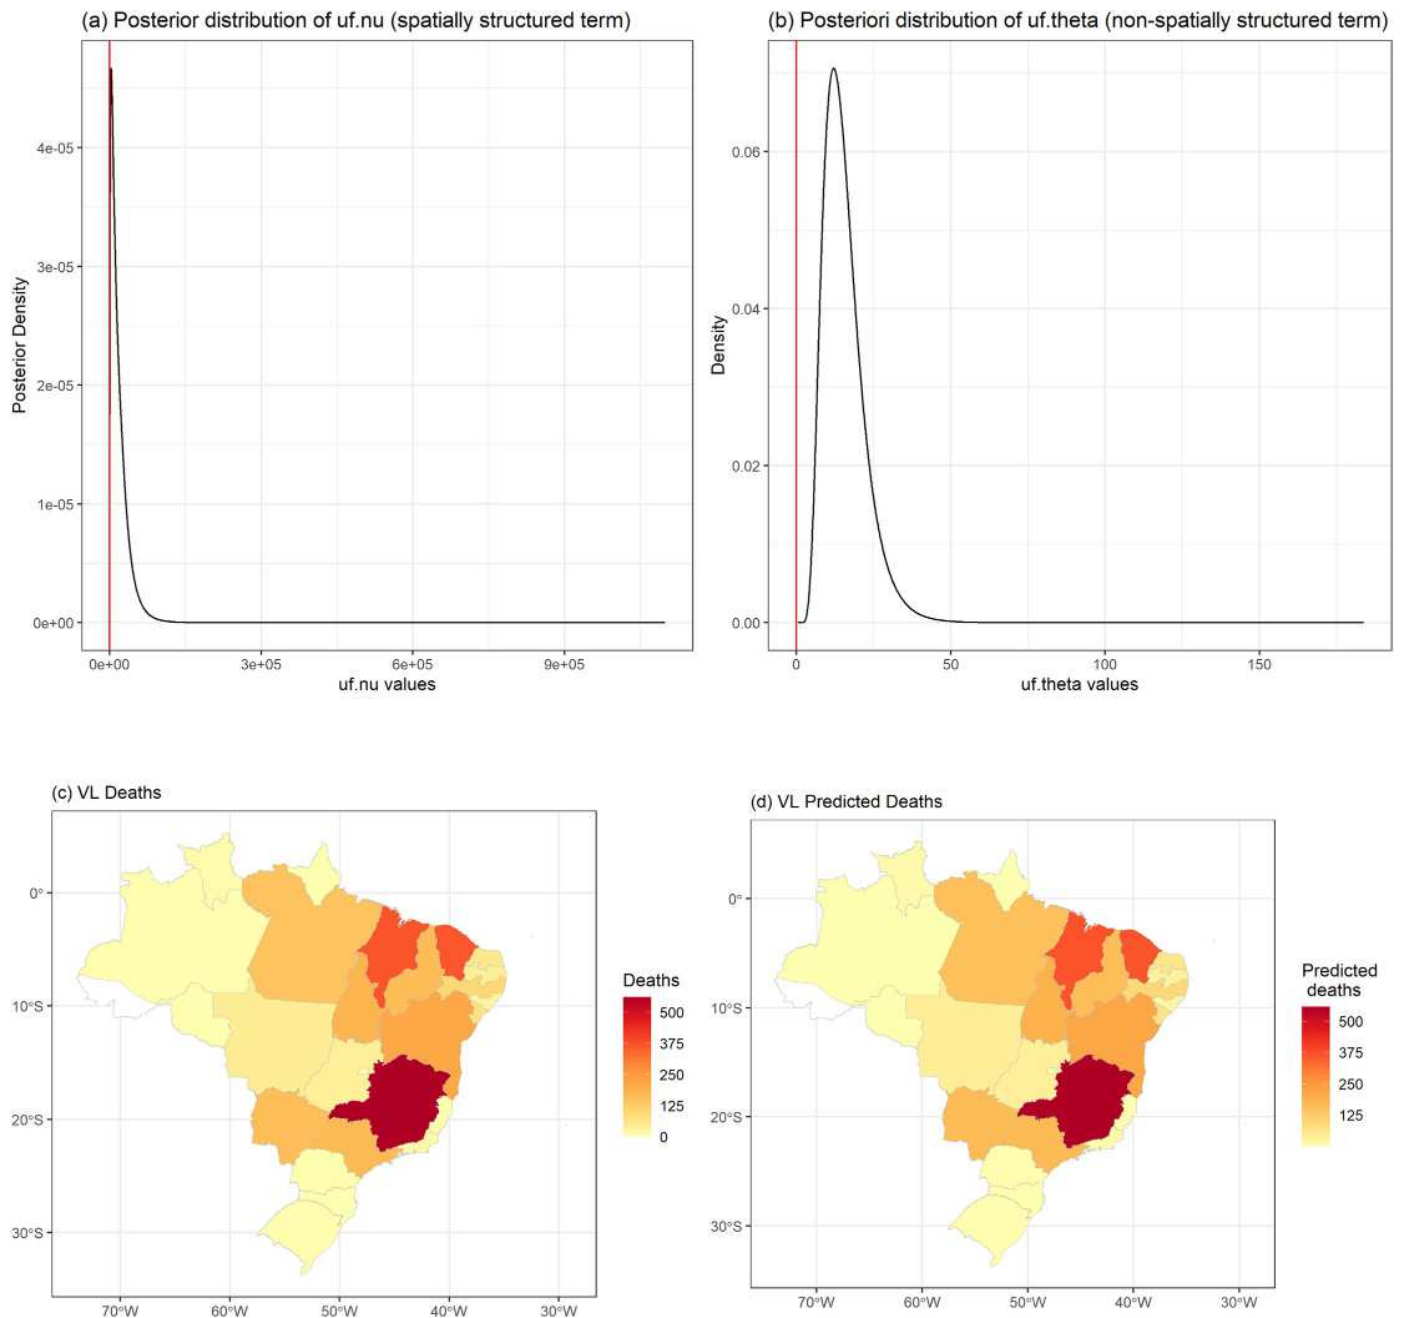 (a) Posterior distribution of uf.nu (spatially structured term)
Posterior Density
4e-05
3e-05
2e-05
1e-05
0e+00
0e+00 3e+05 6e+05 9e+05
uf.nu values
(b) Posteriori distribution of uf.theta (non-spatially structured term)
Density
0.06
0.04
0.02
0.00
0 50 100 150
uf.theta values
(c) VL Deaths
0°
10°S
20°S
30°S
70°W 60°W 50°W 40°W 30°W
Deaths
500
375
250
125
0
(d) VL Predicted Deaths
0°
10°S
20°S
30°S
70°W 60°W 50°W 40°W 30°W
Predicted
deaths
500
375
250
125